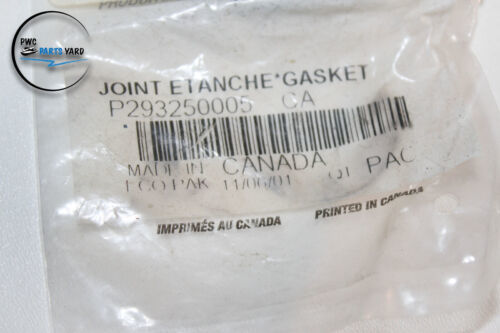 PWC
PARTS YARD
JOINT ETANCHE*GASKET
P293250005 CA
MADE IN CANADA
ECO PAK 11/06/01 Q1 PAC
IMPRIMÉS AU CANADA
PRINTED IN CANADA